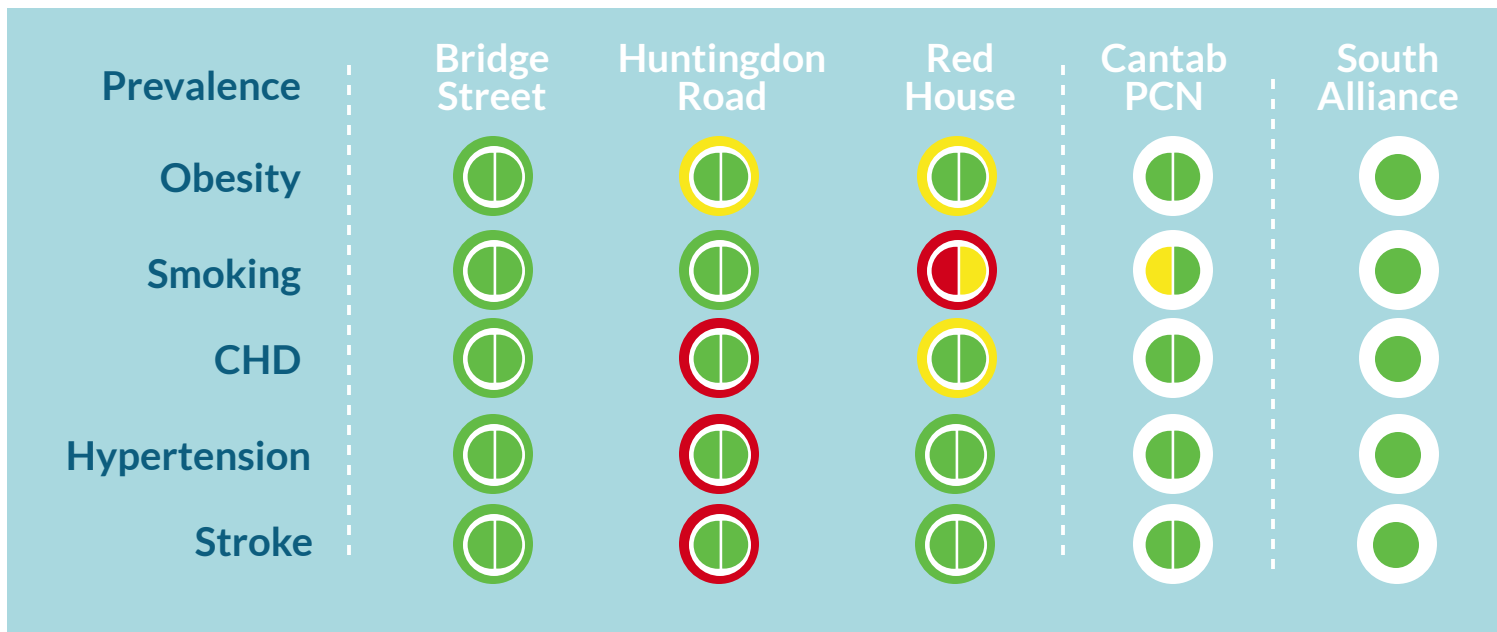 Prevalence
Bridge
Street
Huntingdon
Road
Red
House
Cantab
PCN
South
Alliance
Obesity
Smoking
CHD
Hypertension
Stroke